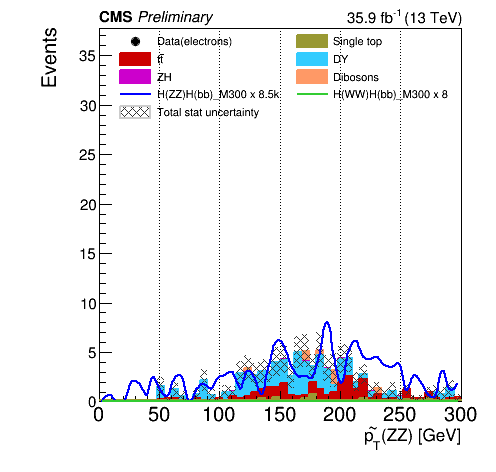 CMS Preliminary 35.9 fb⁻¹ (13 TeV)
Events
Data(electrons) Single top
tt̄ DY
ZH Dibosons
H(ZZ)H(bb)_M300 x 8.5k H(WW)H(bb)_M300 x 8
Total stat uncertainty
35
30
25
20
15
10
5
0
0 50 100 150 200 250 300
p̃_T(ZZ) [GeV]